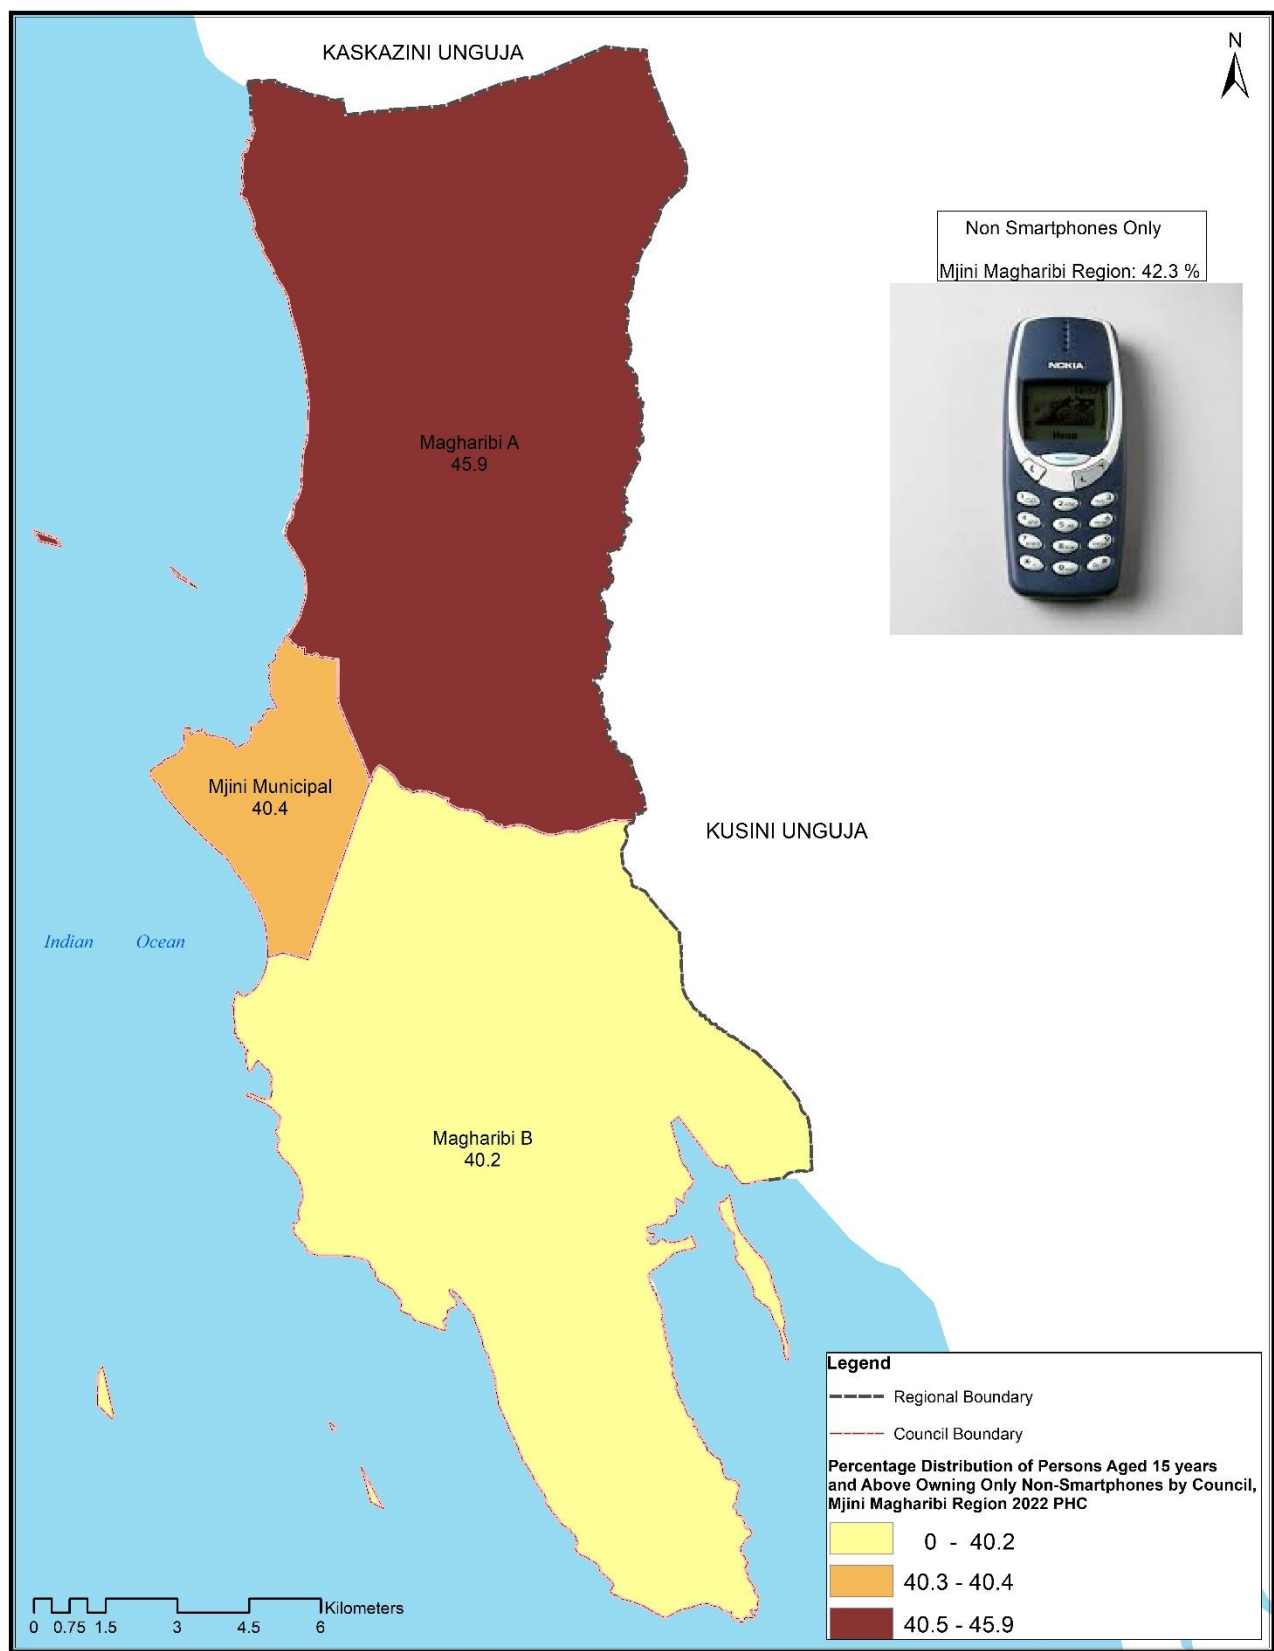 KASKAZINI UNGUJA
N
Non Smartphones Only
Mjini Magharibi Region: 42.3 %
NOKIA
Magharibi A
45.9
Mjini Municipal
40.4
KUSINI UNGUJA
Indian Ocean
Magharibi B
40.2
Legend
Regional Boundary
Council Boundary
Percentage Distribution of Persons Aged 15 years
and Above Owning Only Non-Smartphones by Council,
Mjini Magharibi Region 2022 PHC
0 - 40.2
40.3 - 40.4
40.5 - 45.9
Kilometers
0 0.75 1.5 3 4.5 6